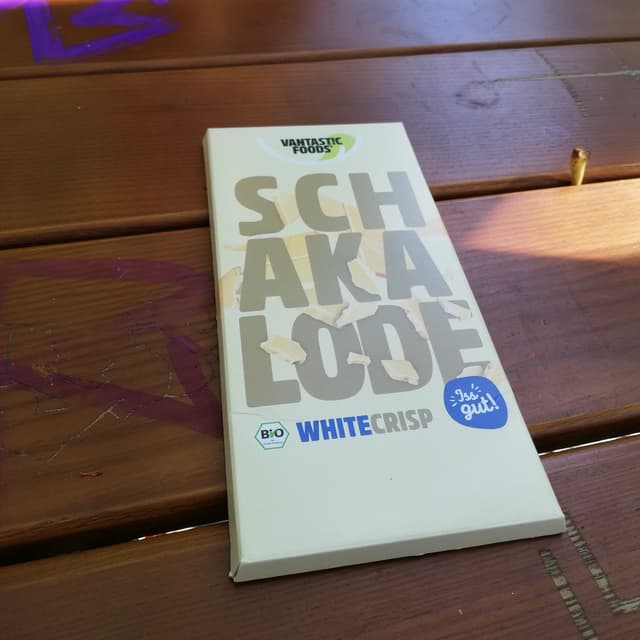 VANTASTIC
FOODS
SCH
AKA
LODE
Iss
gut!
BIO
WHITECRISP